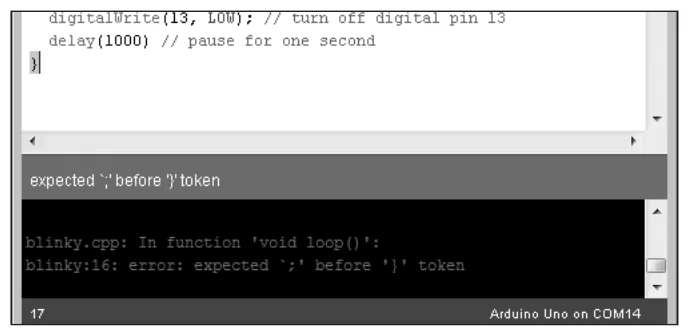 digitalWrite(13, LOW); // turn off digital pin 13
delay(1000) // pause for one second
}
expected `;' before '}' token
blinky.cpp: In function 'void loop()':
blinky:16: error: expected `;' before '}' token
17 Arduino Uno on COM14